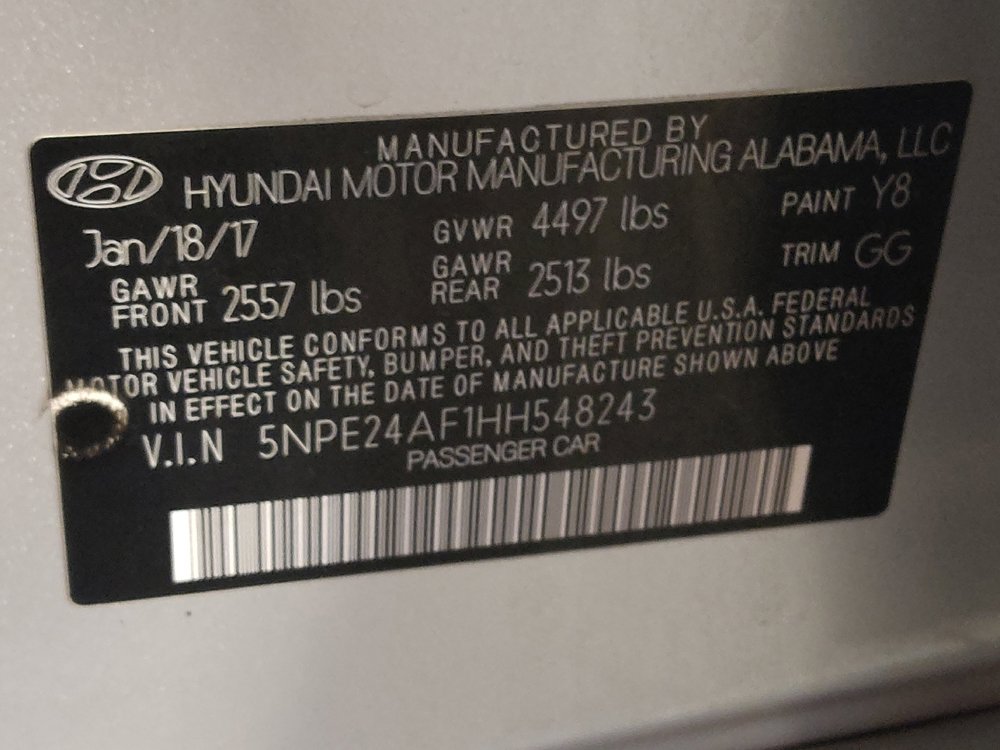 MANUFACTURED BY
HYUNDAI MOTOR MANUFACTURING ALABAMA, LLC
Jan/18/17 GVWR 4497 lbs PAINT Y8
GAWR FRONT 2557 lbs GAWR REAR 2513 lbs TRIM GG
THIS VEHICLE CONFORMS TO ALL APPLICABLE U.S.A. FEDERAL
MOTOR VEHICLE SAFETY, BUMPER, AND THEFT PREVENTION STANDARDS
IN EFFECT ON THE DATE OF MANUFACTURE SHOWN ABOVE
V.I.N 5NPE24AF1HH548243
PASSENGER CAR